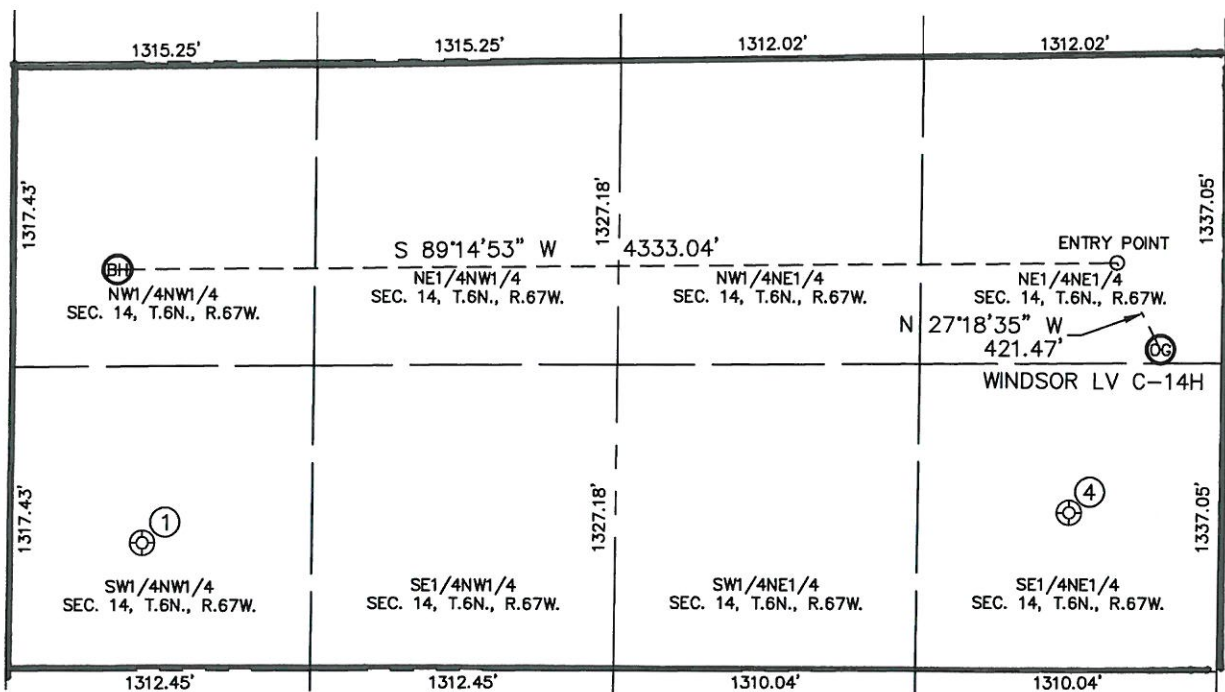 1315.25'
1315.25'
1312.02'
1312.02'
1317.43'
1327.18'
1337.05'
S 89°14'53" W 4333.04'
ENTRY POINT
BH
NW1/4NW1/4
SEC. 14, T.6N., R.67W.
NE1/4NW1/4
SEC. 14, T.6N., R.67W.
NW1/4NE1/4
SEC. 14, T.6N., R.67W.
NE1/4NE1/4
SEC. 14, T.6N., R.67W.
N 27°18'35" W
421.47'
OG
WINDSOR LV C-14H
1317.43'
1
1327.18'
4
1337.05'
SW1/4NW1/4
SEC. 14, T.6N., R.67W.
SE1/4NW1/4
SEC. 14, T.6N., R.67W.
SW1/4NE1/4
SEC. 14, T.6N., R.67W.
SE1/4NE1/4
SEC. 14, T.6N., R.67W.
1312.45'
1312.45'
1310.04'
1310.04'